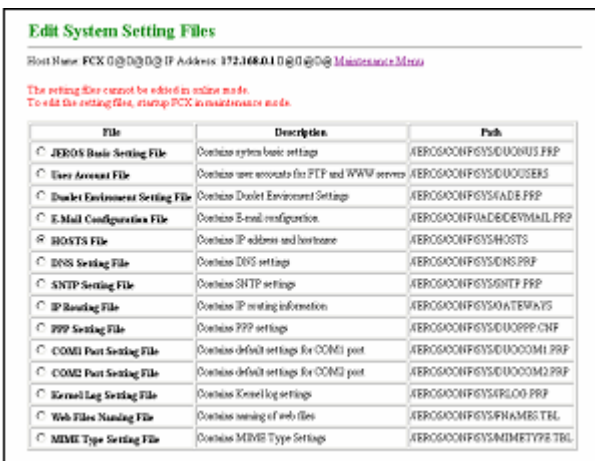 Edit System Setting Files
Host Name: FCX IP Address: 172.168.0.1 Maintenance Menu
The setting files cannot be edited in online mode.
To edit the setting files, startup FCX in maintenance mode.
File Description Path
JEROS Basic Setting File Contains sytem basic settings /JEROS/CONF/SYS/DUONUS.PRP
User Account File Contains user accounts for FTP and WWW servers /JEROS/CONF/SYS/DUOUSERS
Duolet Enviroment Setting File Contains Duolet Enviroment Settings /JEROS/CONF/SYS/JADE.PRP
E-Mail Configuration File Contains E-mail configuration. /JEROS/CONF/JADE/DEVMAIL.PRP
HOSTS File Contains IP address and hostname /JEROS/CONF/SYS/HOSTS
DNS Setting File Contains DNS settings /JEROS/CONF/SYS/DNS.PRP
SNTP Setting File Contains SNTP settings /JEROS/CONF/SYS/SNTP.PRP
IP Routing File Contains IP routing information /JEROS/CONF/SYS/GATEWAYS
PPP Setting File Contains PPP settings /JEROS/CONF/SYS/DUOPPP.CNF
COM1 Port Setting File Contains default settings for COM1 port /JEROS/CONF/SYS/DUOCOM1.PRP
COM2 Port Setting File Contains default settings for COM2 port /JEROS/CONF/SYS/DUOCOM2.PRP
Kernel Log Setting File Contains Kernel log settings /JEROS/CONF/SYS/RLOG.PRP
Web Files Naming File Contains naming of web files /JEROS/CONF/SYS/FNAMES.TBL
MIME Type Setting File Contains MIME Type Settings /JEROS/CONF/SYS/MIMETYPE.TBL